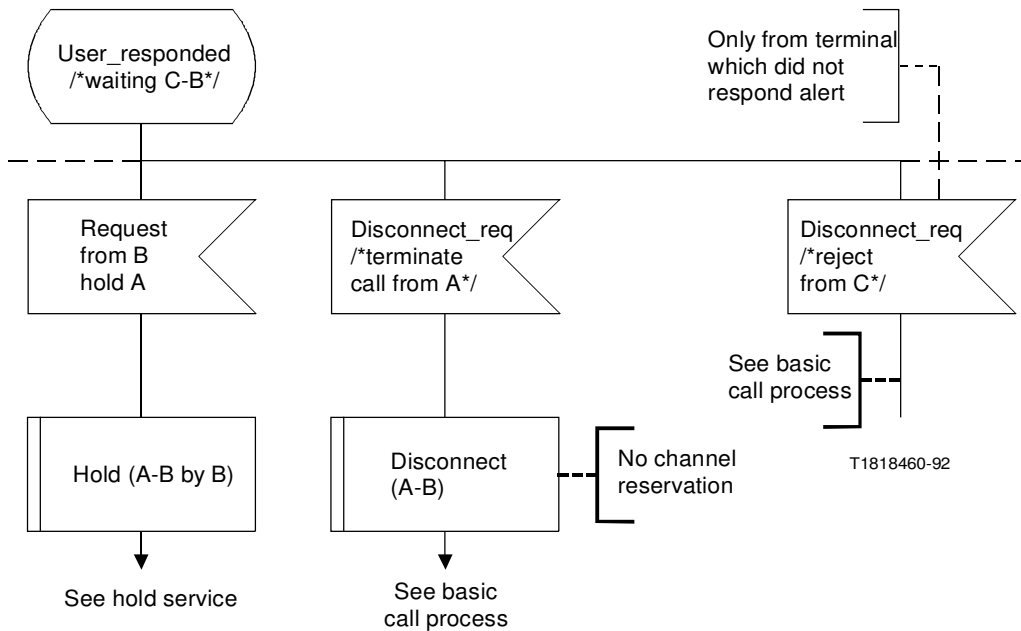 User_responded
/*waiting C-B*/
Only from terminal
which did not
respond alert
Request
from B
hold A
Disconnect_req
/*terminate
call from A*/
Disconnect_req
/*reject
from C*/
See basic
call process
Hold (A-B by B)
Disconnect
(A-B)
No channel
reservation
T1818460-92
See hold service
See basic
call process